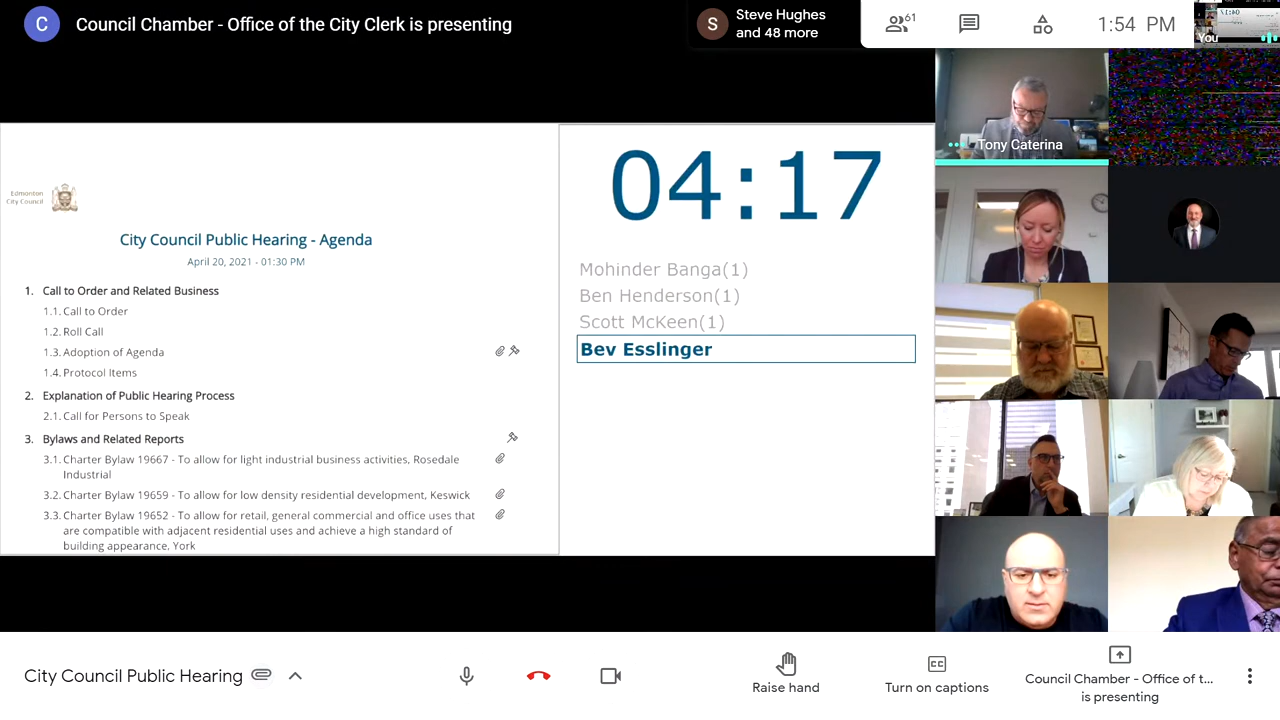 C Council Chamber - Office of the City Clerk is presenting
S Steve Hughes
and 48 more
61
1:54 PM
You
Edmonton
City Council
City Council Public Hearing - Agenda
April 20, 2021 - 01:30 PM
1. Call to Order and Related Business
1.1. Call to Order
1.2. Roll Call
1.3. Adoption of Agenda
1.4. Protocol Items
2. Explanation of Public Hearing Process
2.1. Call for Persons to Speak
3. Bylaws and Related Reports
3.1. Charter Bylaw 19667 - To allow for light industrial business activities, Rosedale
Industrial
3.2. Charter Bylaw 19659 - To allow for low density residential development, Keswick
3.3. Charter Bylaw 19652 - To allow for retail, general commercial and office uses that
are compatible with adjacent residential uses and achieve a high standard of
building appearance, York
04:17
Mohinder Banga(1)
Ben Henderson(1)
Scott McKeen(1)
Bev Esslinger
Tony Caterina
City Council Public Hearing
Raise hand
CC
Turn on captions
Council Chamber - Office of t...
is presenting